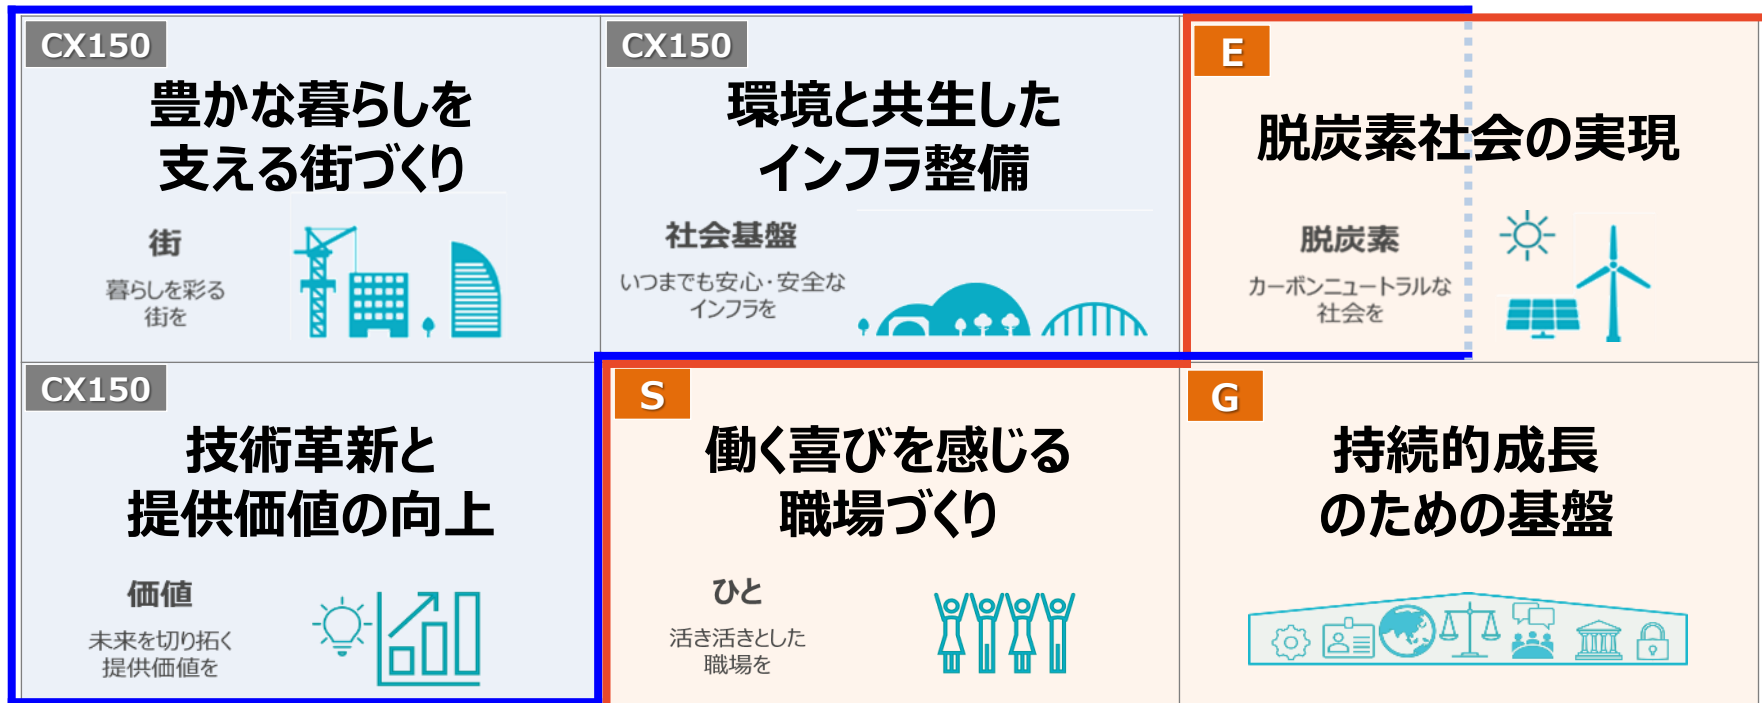 CX150
豊かな暮らしを
支える街づくり
街
暮らしを彩る
街を
CX150
環境と共生した
インフラ整備
社会基盤
いつまでも安心・安全な
インフラを
E
脱炭素社会の実現
脱炭素
カーボンニュートラルな
社会を
CX150
技術革新と
提供価値の向上
価値
未来を切り拓く
提供価値を
S
働く喜びを感じる
職場づくり
ひと
活き活きとした
職場を
G
持続的成長
のための基盤